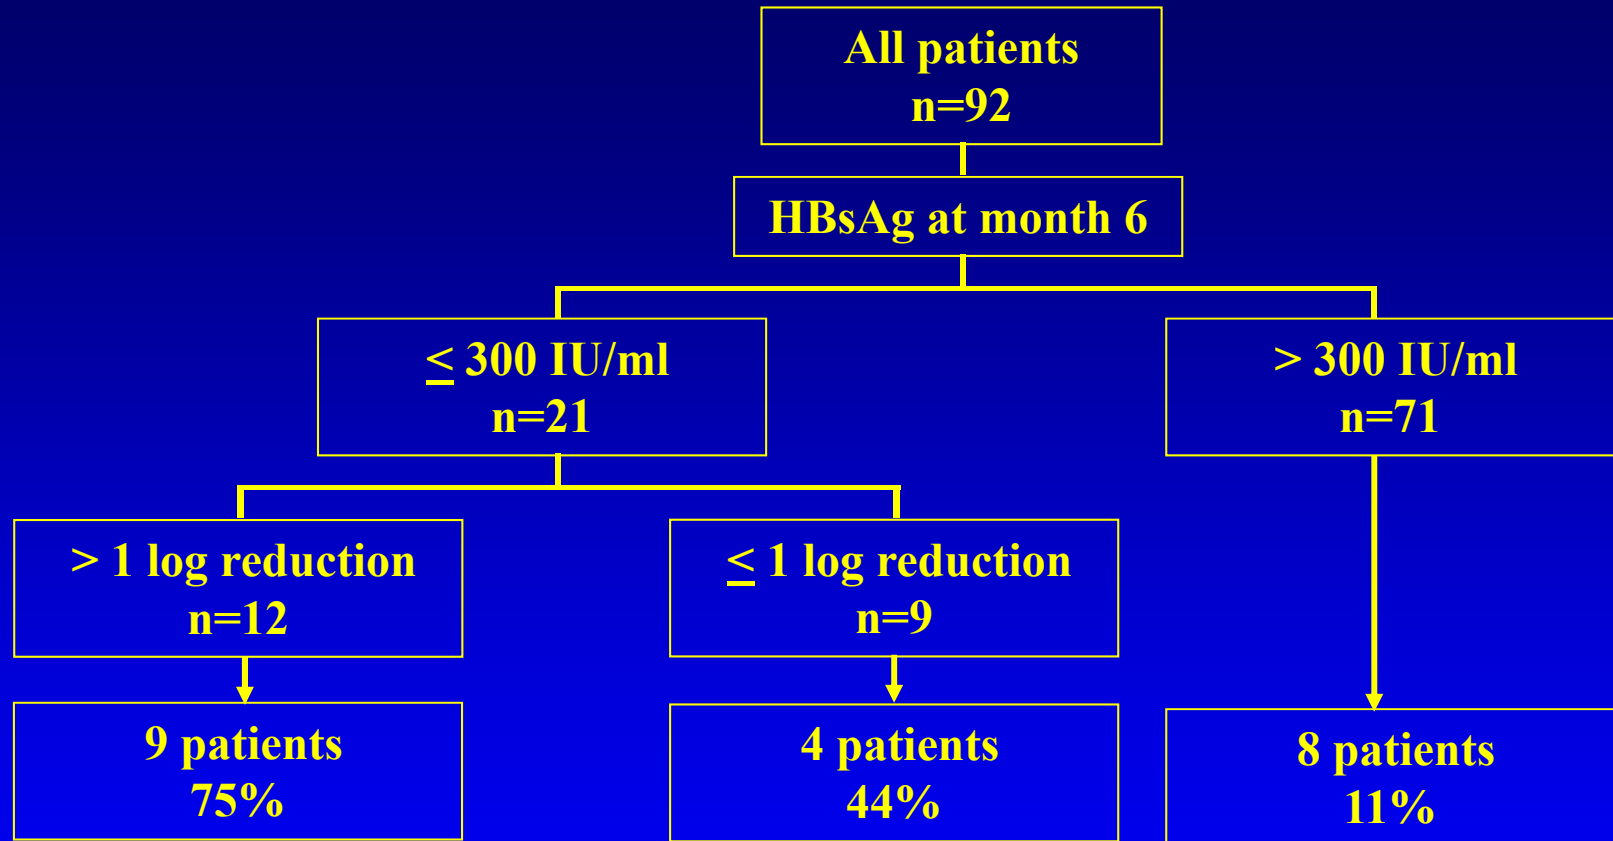 All patients
n=92
HBsAg at month 6
≤ 300 IU/ml
n=21
> 300 IU/ml
n=71
> 1 log reduction
n=12
≤ 1 log reduction
n=9
9 patients
75%
4 patients
44%
8 patients
11%